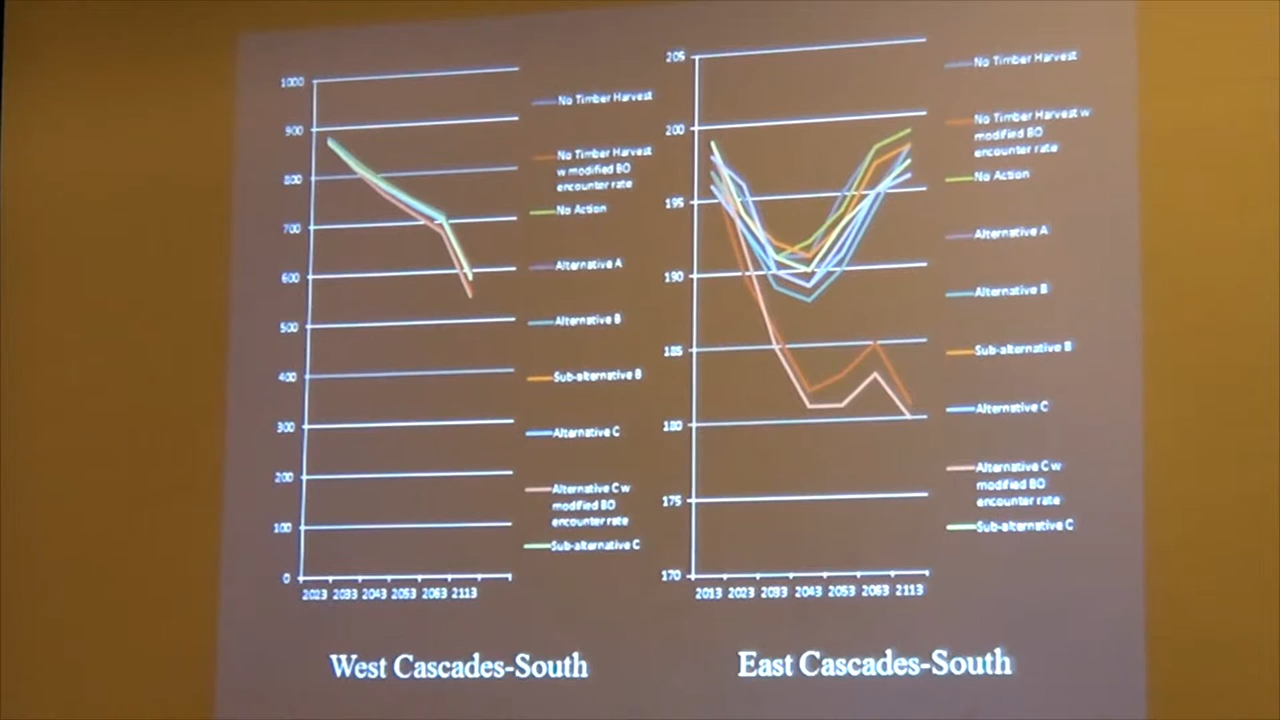 1000
900
800
700
600
500
400
300
200
100
0
2023 2033 2043 2053 2063 2113
No Timber Harvest
No Timber Harvest
w modified BO
encounter rate
No Action
Alternative A
Alternative B
Sub-alternative B
Alternative C
Alternative C w
modified BO
encounter rate
Sub-alternative C
West Cascades-South
205
200
195
190
185
180
175
170
2013 2023 2033 2043 2053 2063 2113
No Timber Harvest
No Timber Harvest w
modified BO
encounter rate
No Action
Alternative A
Alternative B
Sub-alternative B
Alternative C
Alternative C w
modified BO
encounter rate
Sub-alternative C
East Cascades-South